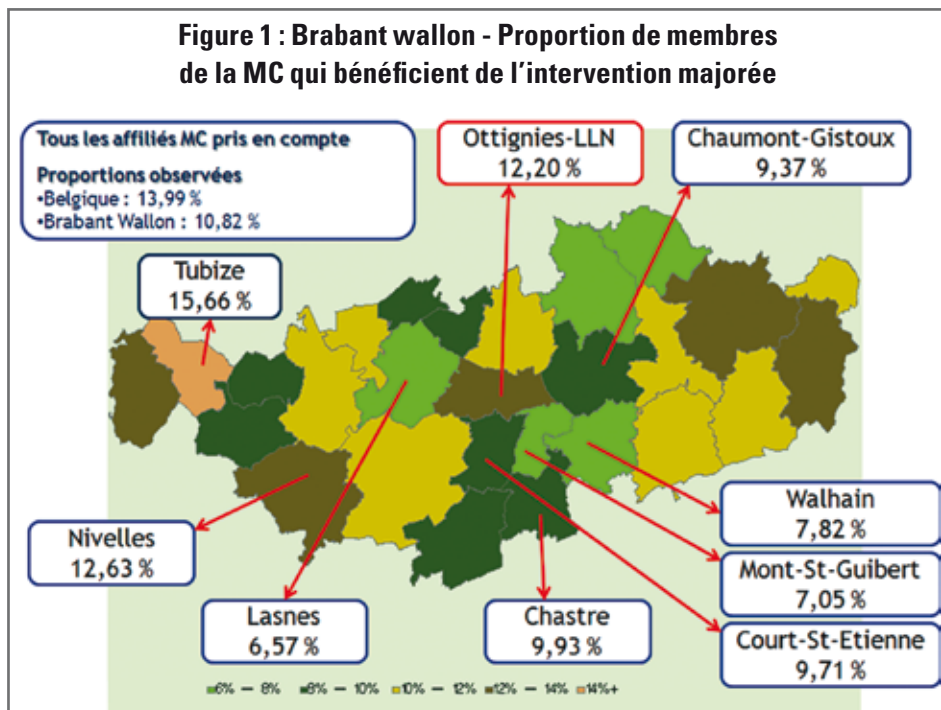 Figure 1 : Brabant wallon - Proportion de membres
de la MC qui bénéficient de l’intervention majorée
Tous les affiliés MC pris en compte
Proportions observées
•Belgique : 13,99 %
•Brabant Wallon : 10,82 %
Ottignies-LLN
12,20 %
Chaumont-Gistoux
9,37 %
Tubize
15,66 %
Nivelles
12,63 %
Lasnes
6,57 %
Chastre
9,93 %
Walhain
7,82 %
Mont-St-Guibert
7,05 %
Court-St-Etienne
9,71 %
6% — 8% 8% — 10% 10% — 12% 12% — 14% 14%+